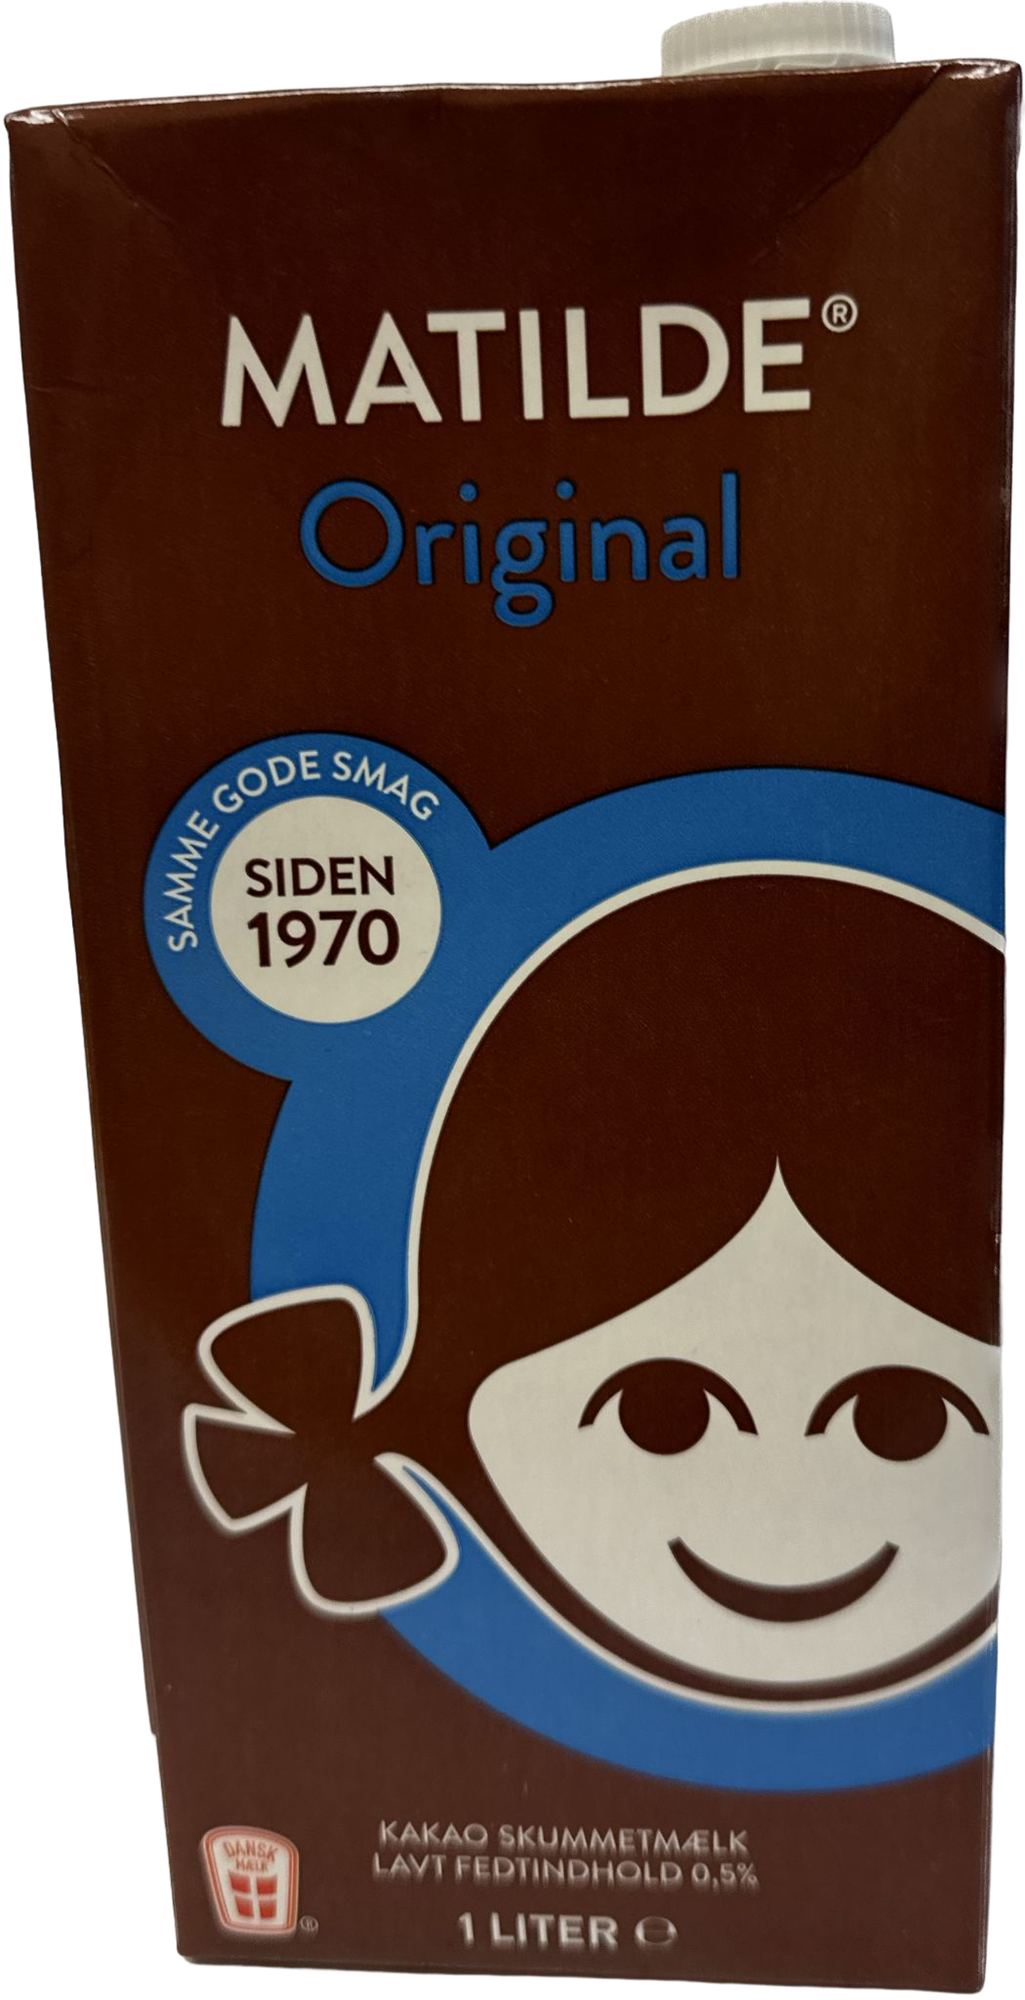 MATILDE®
Original
SAMME GODE SMAG
SIDEN
1970
KAKAO SKUMMETMÆLK
LAVT FEDTINDHOLD 0,5%
DANSK
MÆLK
®
1 LITER ℮